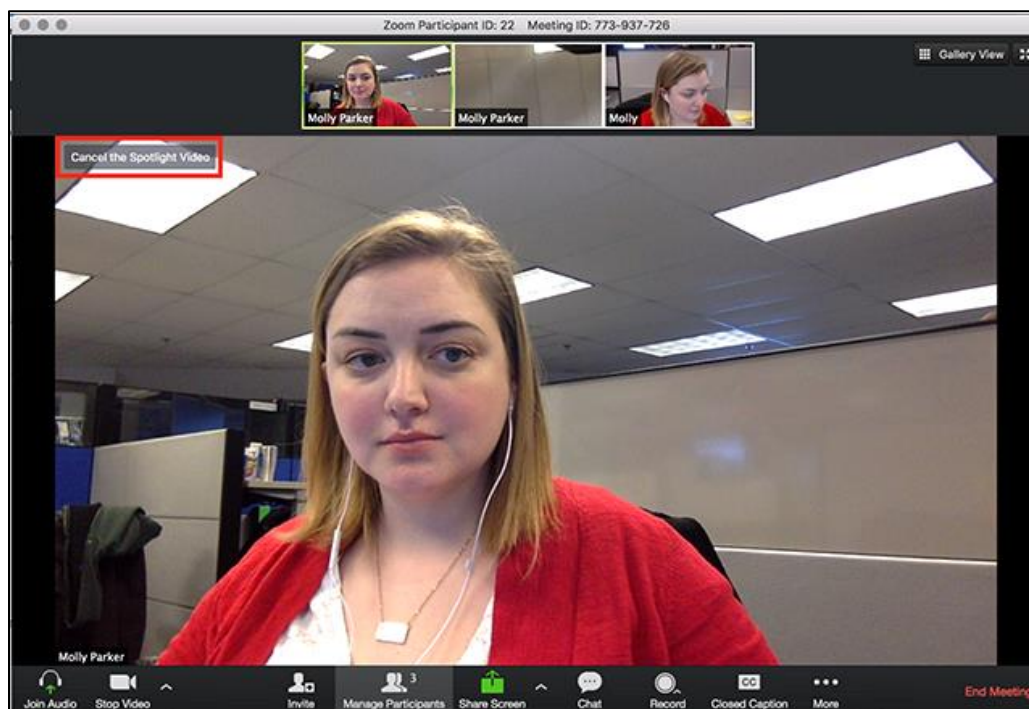 Zoom Participant ID: 22 Meeting ID: 773-937-726
Gallery View
Molly Parker
Molly Parker
Molly
Cancel the Spotlight Video
Molly Parker
Join Audio
Stop Video
Invite
3
Manage Participants
Share Screen
Chat
Record
CC
Closed Caption
More
End Meeting